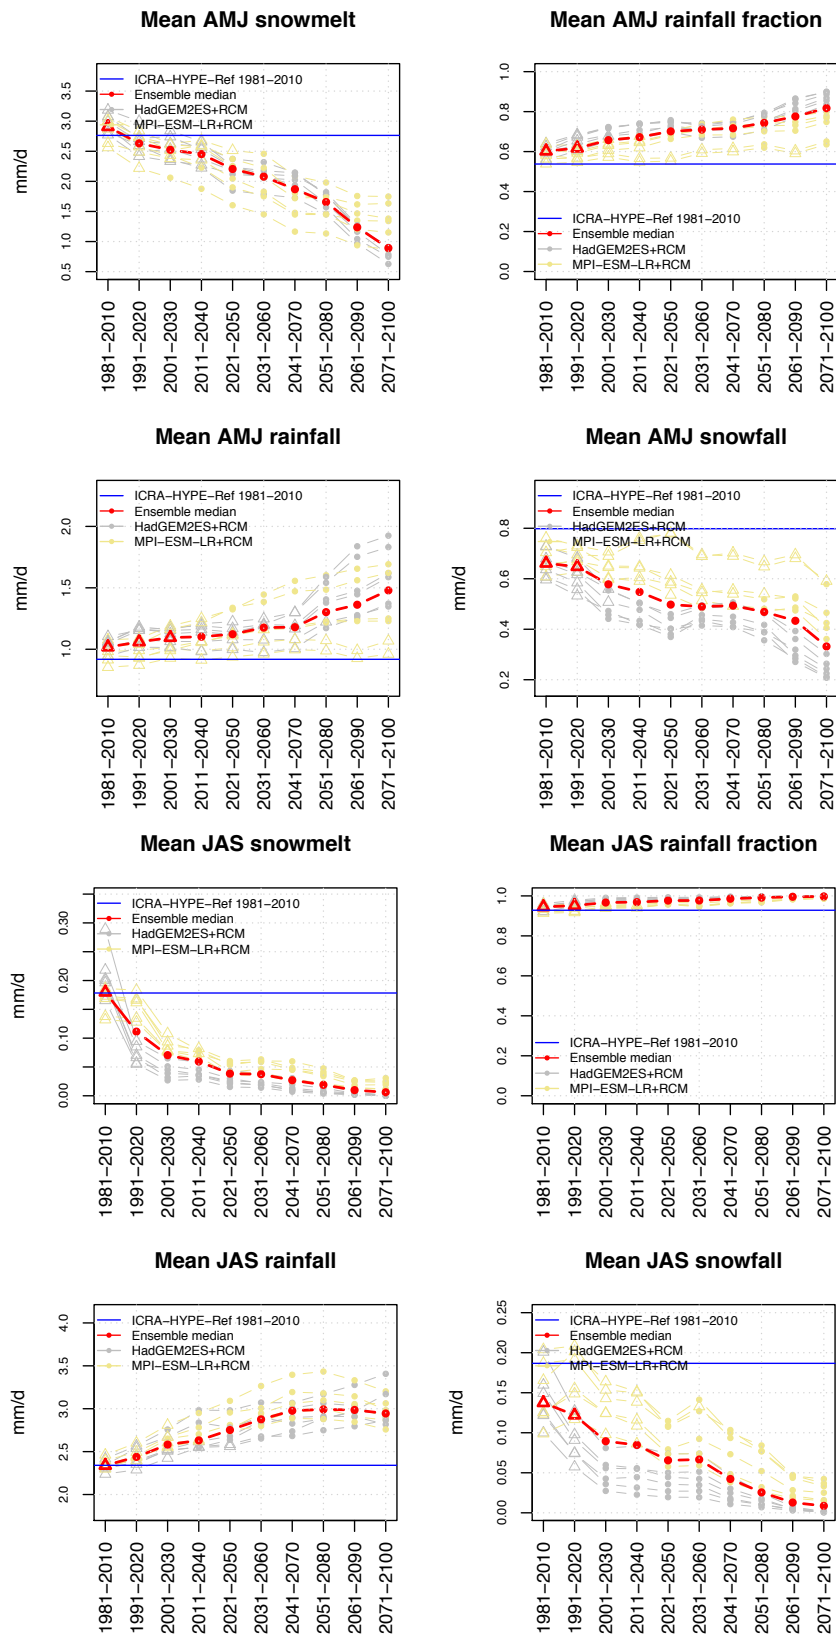 Mean AMJ snowmelt
mm/d
3.5
3.0
2.5
2.0
1.5
1.0
0.5
ICRA−HYPE−Ref 1981−2010
Ensemble median
HadGEM2ES+RCM
MPI−ESM−LR+RCM
1981−2010
1991−2020
2001−2030
2011−2040
2021−2050
2031−2060
2041−2070
2051−2080
2061−2090
2071−2100
Mean AMJ rainfall fraction
1.0
0.8
0.6
0.4
0.2
0.0
ICRA−HYPE−Ref 1981−2010
Ensemble median
HadGEM2ES+RCM
MPI−ESM−LR+RCM
1981−2010
1991−2020
2001−2030
2011−2040
2021−2050
2031−2060
2041−2070
2051−2080
2061−2090
2071−2100
Mean AMJ rainfall
mm/d
2.0
1.5
1.0
ICRA−HYPE−Ref 1981−2010
Ensemble median
HadGEM2ES+RCM
MPI−ESM−LR+RCM
1981−2010
1991−2020
2001−2030
2011−2040
2021−2050
2031−2060
2041−2070
2051−2080
2061−2090
2071−2100
Mean AMJ snowfall
mm/d
0.8
0.6
0.4
0.2
ICRA−HYPE−Ref 1981−2010
Ensemble median
HadGEM2ES+RCM
MPI−ESM−LR+RCM
1981−2010
1991−2020
2001−2030
2011−2040
2021−2050
2031−2060
2041−2070
2051−2080
2061−2090
2071−2100
Mean JAS snowmelt
mm/d
0.30
0.20
0.10
0.00
ICRA−HYPE−Ref 1981−2010
Ensemble median
HadGEM2ES+RCM
MPI−ESM−LR+RCM
1981−2010
1991−2020
2001−2030
2011−2040
2021−2050
2031−2060
2041−2070
2051−2080
2061−2090
2071−2100
Mean JAS rainfall fraction
1.0
0.8
0.6
0.4
0.2
0.0
ICRA−HYPE−Ref 1981−2010
Ensemble median
HadGEM2ES+RCM
MPI−ESM−LR+RCM
1981−2010
1991−2020
2001−2030
2011−2040
2021−2050
2031−2060
2041−2070
2051−2080
2061−2090
2071−2100
Mean JAS rainfall
mm/d
4.0
3.5
3.0
2.5
2.0
ICRA−HYPE−Ref 1981−2010
Ensemble median
HadGEM2ES+RCM
MPI−ESM−LR+RCM
1981−2010
1991−2020
2001−2030
2011−2040
2021−2050
2031−2060
2041−2070
2051−2080
2061−2090
2071−2100
Mean JAS snowfall
mm/d
0.25
0.20
0.15
0.10
0.05
0.00
ICRA−HYPE−Ref 1981−2010
Ensemble median
HadGEM2ES+RCM
MPI−ESM−LR+RCM
1981−2010
1991−2020
2001−2030
2011−2040
2021−2050
2031−2060
2041−2070
2051−2080
2061−2090
2071−2100